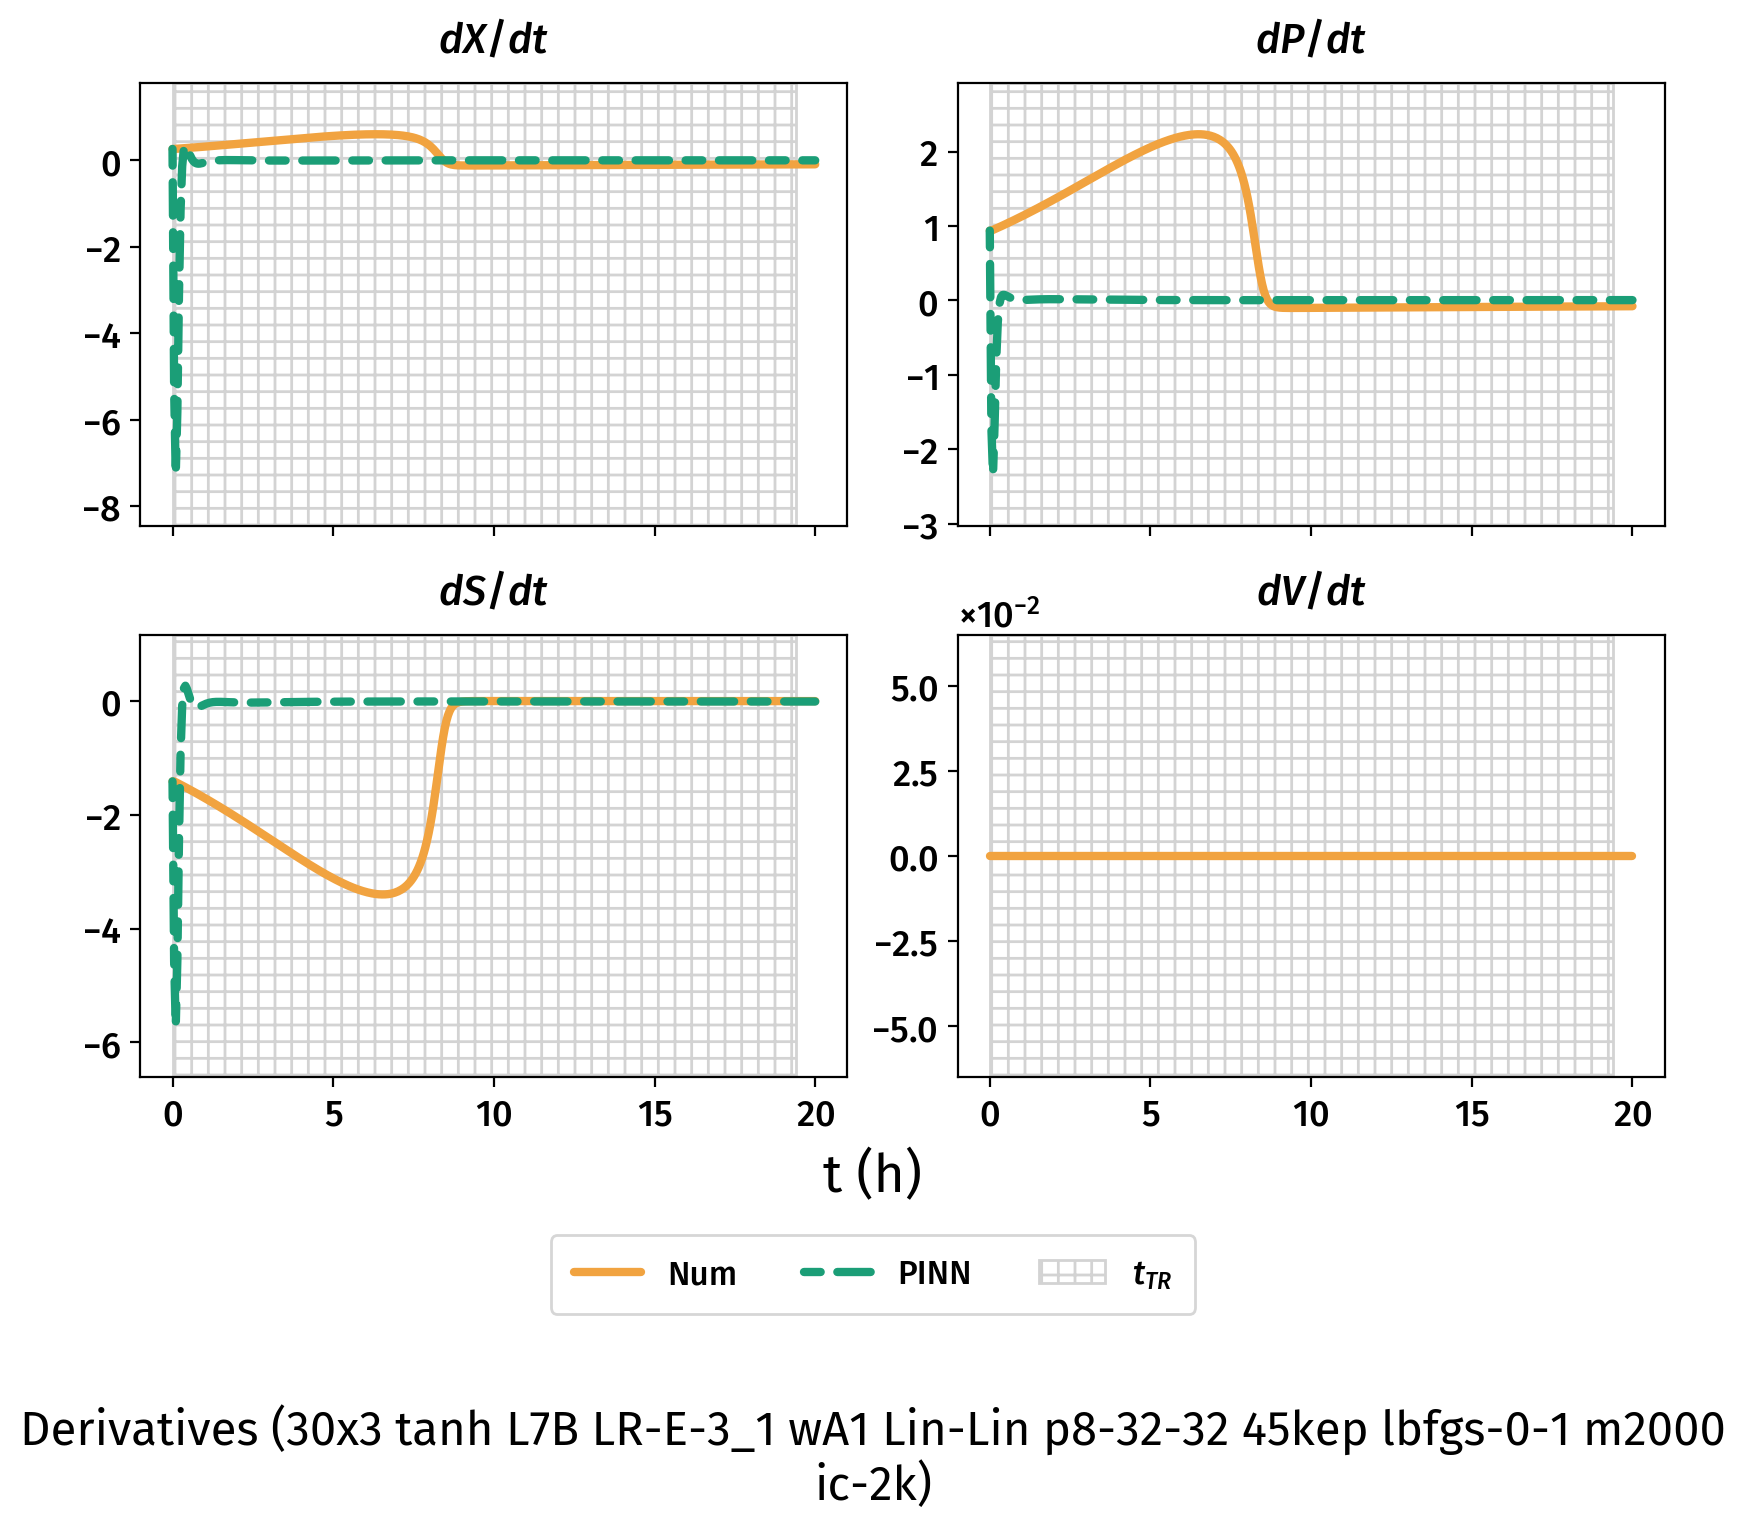 dX/dt
dP/dt
0
−2
−4
−6
−8
2
1
0
−1
−2
−3
dS/dt
dV/dt
×10⁻²
0
−2
−4
−6
5.0
2.5
0.0
−2.5
−5.0
0 5 10 15 20
0 5 10 15 20
t (h)
Num PINN t_TR
Derivatives (30x3 tanh L7B LR-E-3_1 wA1 Lin-Lin p8-32-32 45kep lbfgs-0-1 m2000
ic-2k)